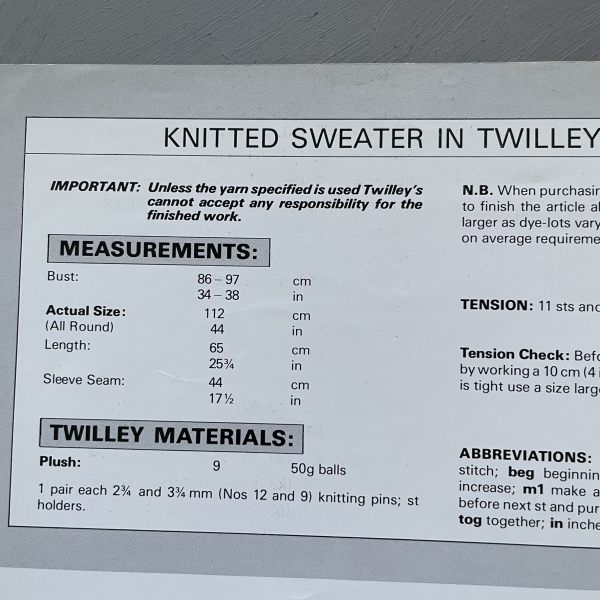 KNITTED SWEATER IN TWILLEY
IMPORTANT: Unless the yarn specified is used Twilley's
cannot accept any responsibility for the
finished work.
MEASUREMENTS:
Bust: 86 – 97 cm
34 – 38 in
Actual Size: 112 cm
(All Round) 44 in
Length: 65 cm
25¾ in
Sleeve Seam: 44 cm
17½ in
TWILLEY MATERIALS:
Plush: 9 50g balls
1 pair each 2¾ and 3¾ mm (Nos 12 and 9) knitting pins; st
holders.
N.B. When purchasin
to finish the article al
larger as dye-lots vary
on average requireme
TENSION: 11 sts and
Tension Check: Befo
by working a 10 cm (4 i
is tight use a size large
ABBREVIATIONS:
stitch; beg beginnin
increase; m1 make a
before next st and pur
tog together; in inche